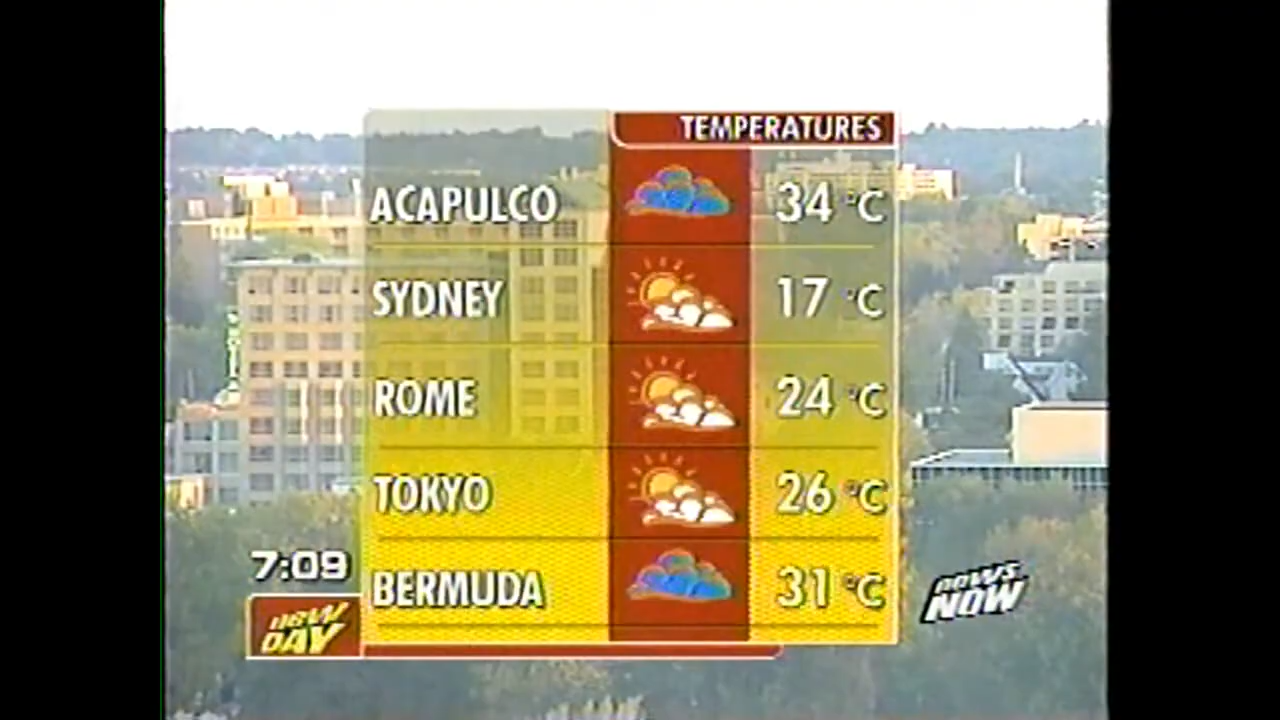 TEMPERATURES
ACAPULCO 34 °C
SYDNEY 17 °C
ROME 24 °C
TOKYO 26 °C
BERMUDA 31 °C
7:09
new DAY
news NOW